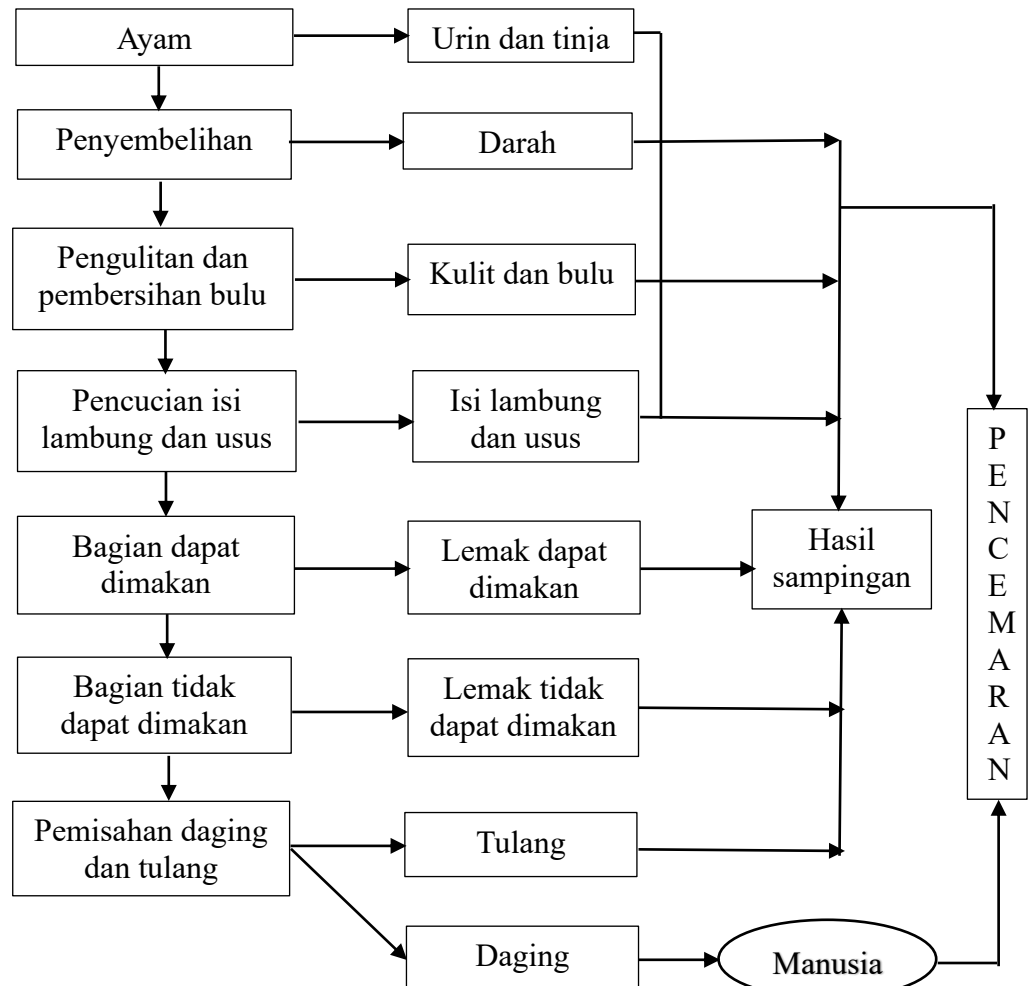 Ayam
Urin dan tinja
Penyembelihan
Darah
Pengulitan dan
pembersihan bulu
Kulit dan bulu
Pencucian isi
lambung dan usus
Isi lambung
dan usus
Bagian dapat
dimakan
Lemak dapat
dimakan
Hasil
sampingan
P
E
N
C
E
M
A
R
A
N
Bagian tidak
dapat dimakan
Lemak tidak
dapat dimakan
Pemisahan daging
dan tulang
Tulang
Daging
Manusia